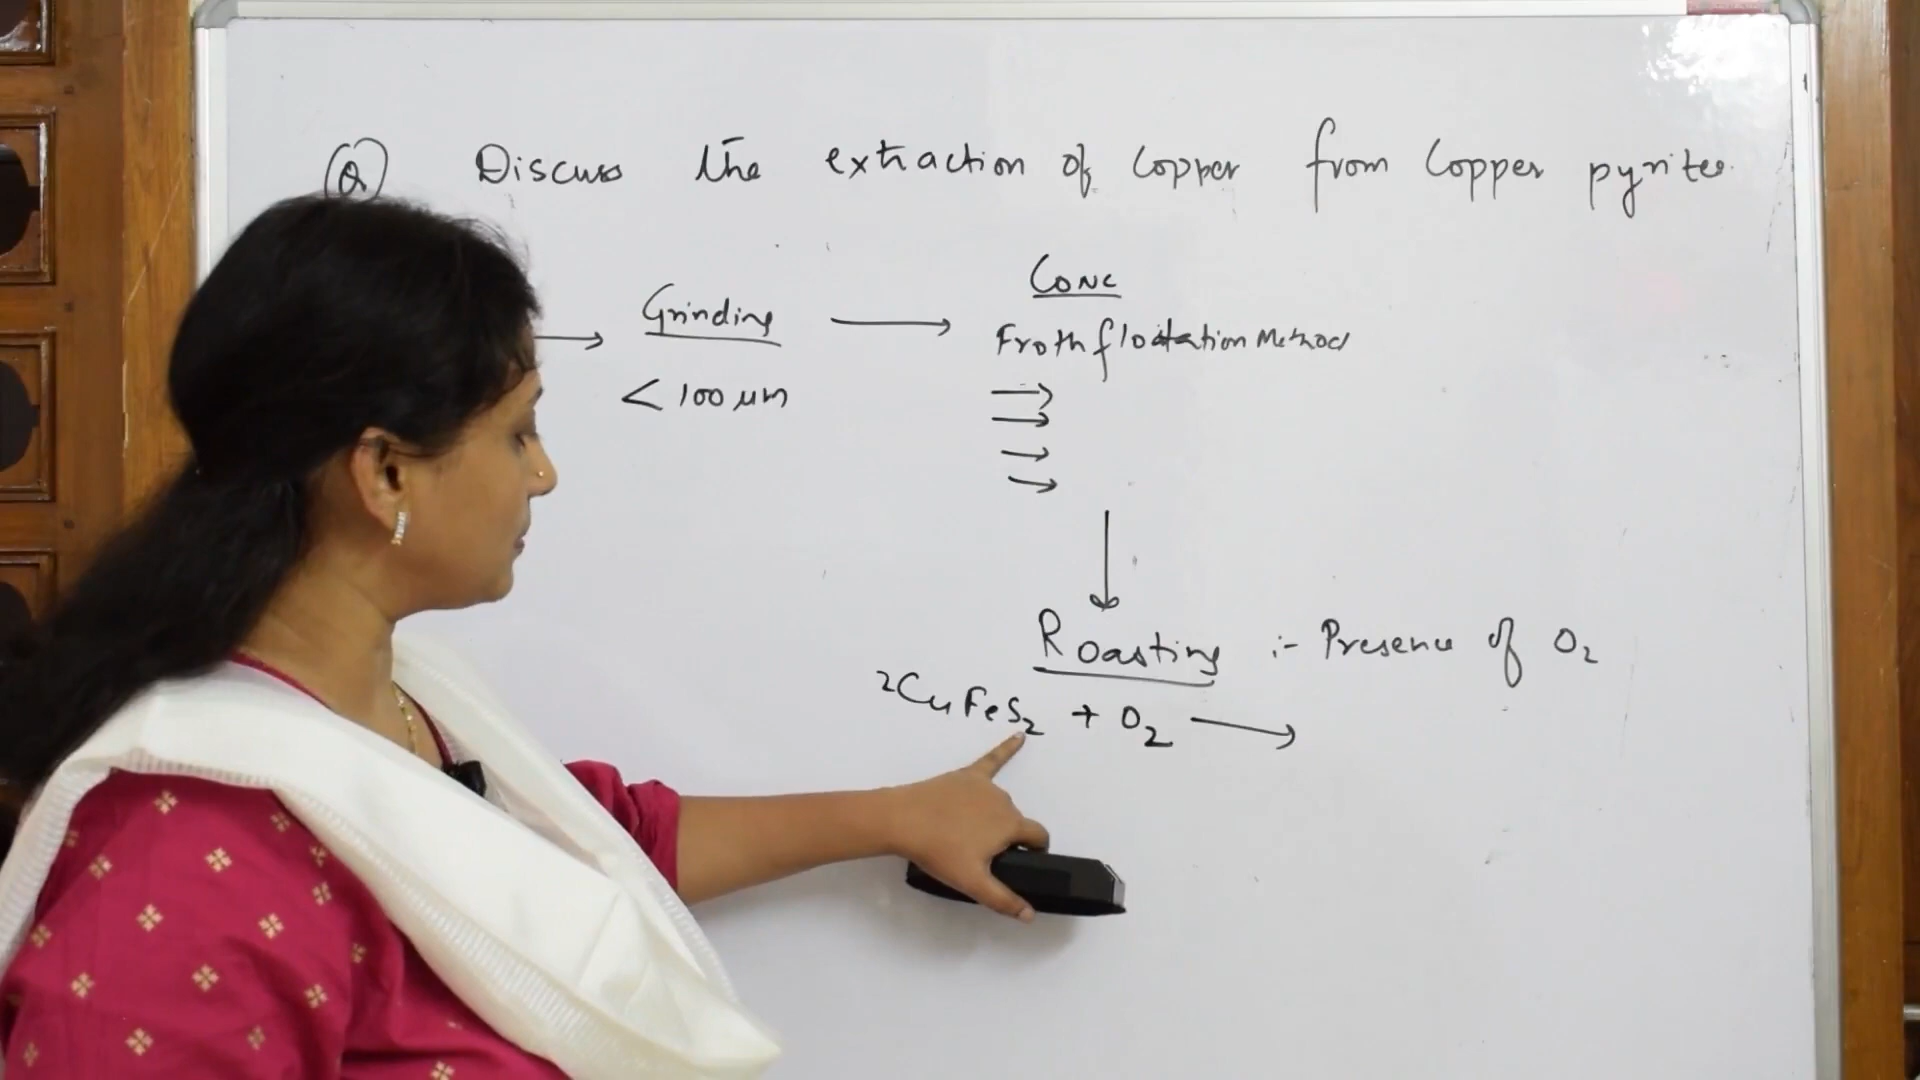 Q Discuss the extraction of Copper from Copper pyrites.
Grinding
< 100 μm
Conc
Froth floatation Method
Roasting :- Presence of O₂
2CuFeS₂ + O₂ ⟶